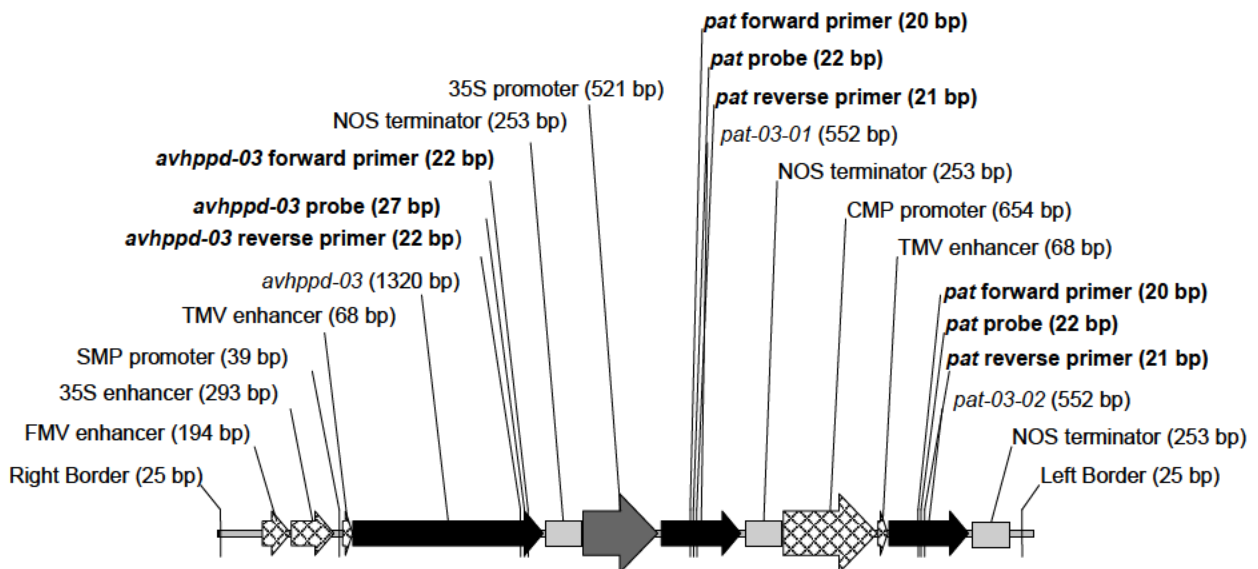 pat forward primer (20 bp)
pat probe (22 bp)
35S promoter (521 bp)
pat reverse primer (21 bp)
NOS terminator (253 bp)
pat-03-01 (552 bp)
avhppd-03 forward primer (22 bp)
NOS terminator (253 bp)
avhppd-03 probe (27 bp)
CMP promoter (654 bp)
avhppd-03 reverse primer (22 bp)
TMV enhancer (68 bp)
avhppd-03 (1320 bp)
pat forward primer (20 bp)
TMV enhancer (68 bp)
pat probe (22 bp)
SMP promoter (39 bp)
pat reverse primer (21 bp)
35S enhancer (293 bp)
pat-03-02 (552 bp)
FMV enhancer (194 bp)
NOS terminator (253 bp)
Right Border (25 bp)
Left Border (25 bp)